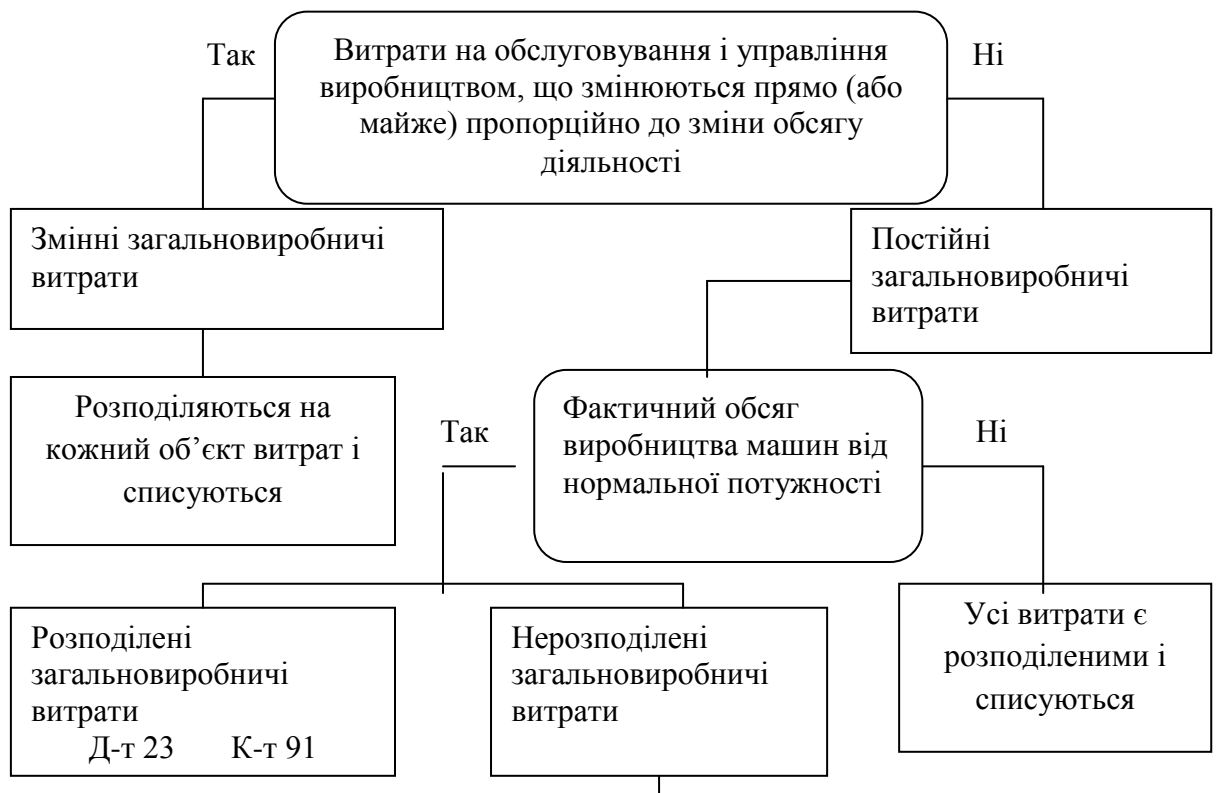 Так
Витрати на обслуговування і управління
виробництвом, що змінюються прямо (або
майже) пропорційно до зміни обсягу
діяльності
Ні
Змінні загальновиробничі
витрати
Постійні
загальновиробничі
витрати
Розподіляються на
кожний об’єкт витрат і
списуються
Так
Фактичний обсяг
виробництва машин від
нормальної потужності
Ні
Розподілені
загальновиробничі
витрати
Д-т 23 К-т 91
Нерозподілені
загальновиробничі
витрати
Усі витрати є
розподіленими і
списуються